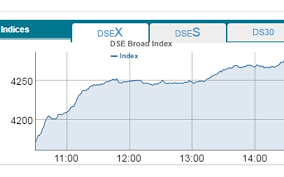 Indices DSEX DSES DS30
DSE Broad Index
Index
4250
4200
11:00 12:00 13:00 14:00